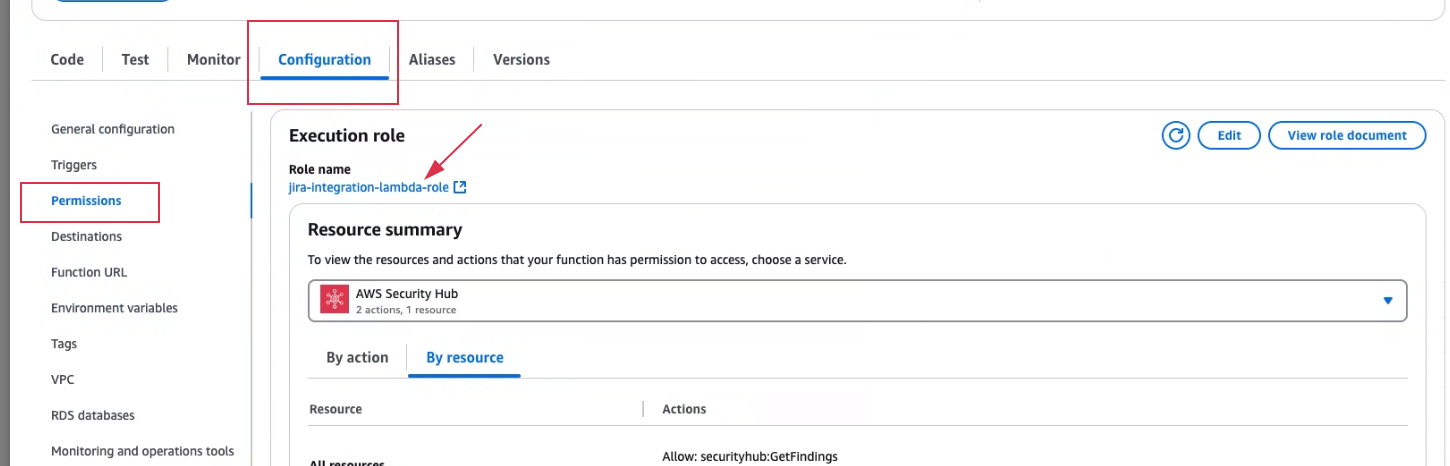 Code Test Monitor Configuration Aliases Versions
General configuration
Triggers
Permissions
Destinations
Function URL
Environment variables
Tags
VPC
RDS databases
Monitoring and operations tools
Execution role
Edit View role document
Role name
jira-integration-lambda-role
Resource summary
To view the resources and actions that your function has permission to access, choose a service.
AWS Security Hub
2 actions, 1 resource
By action By resource
Resource Actions
All resources
Allow: securityhub:GetFindings